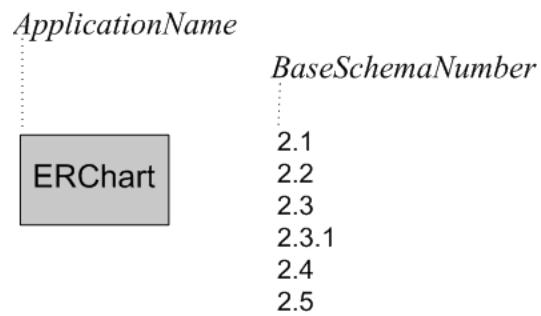 ApplicationName
BaseSchemaNumber
ERChart
2.1
2.2
2.3
2.3.1
2.4
2.5